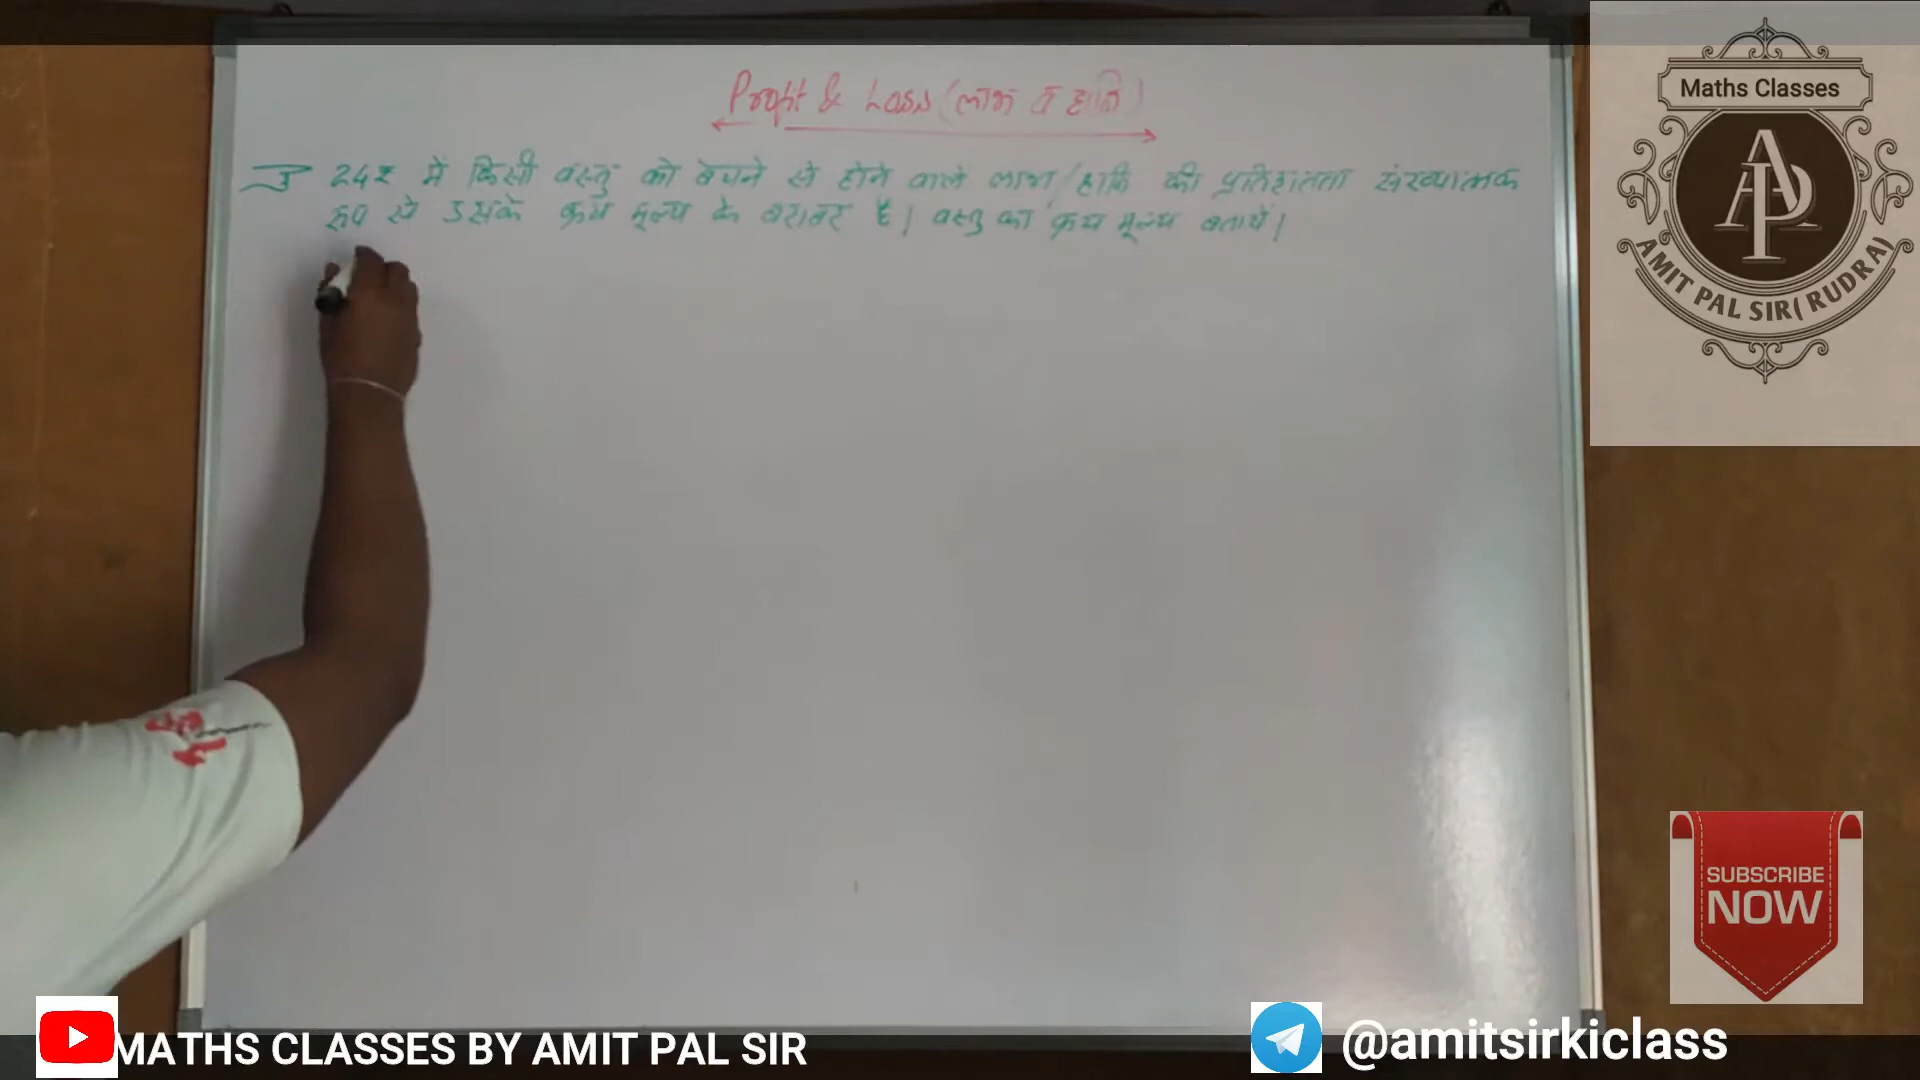 Profit & Loss (लाभ व हानि)
24₹ में किसी वस्तु को बेचने से होने वाले लाभ/हानि की प्रतिशतता संख्यात्मक
रूप से उसके क्रय मूल्य के बराबर है। वस्तु का क्रय मूल्य बतायें।
Maths Classes
AP
AMIT PAL SIR( RUDRA)
SUBSCRIBE
NOW
MATHS CLASSES BY AMIT PAL SIR
@amitsirkiclass